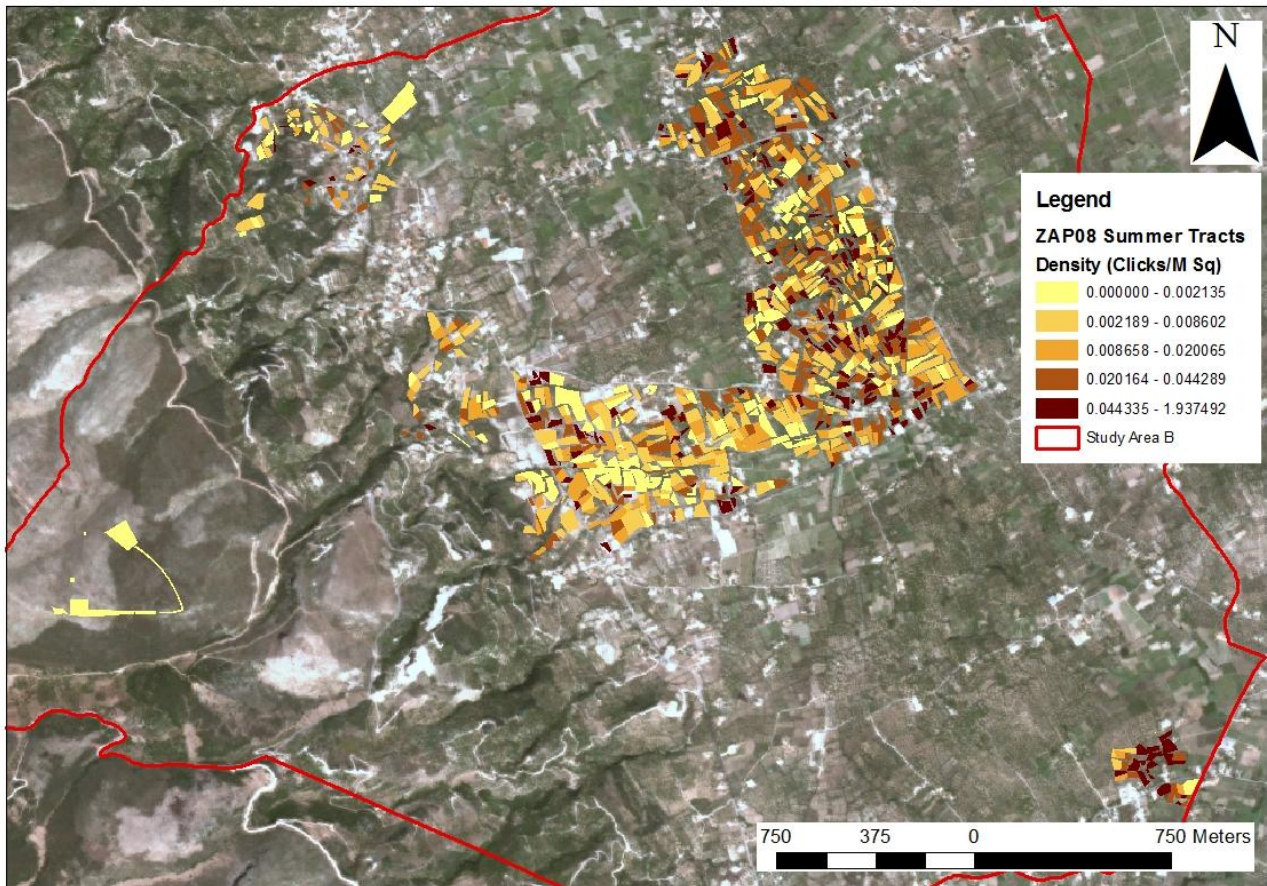 N
Legend
ZAP08 Summer Tracts
Density (Clicks/M Sq)
0.000000 - 0.002135
0.002189 - 0.008602
0.008658 - 0.020065
0.020164 - 0.044289
0.044335 - 1.937492
Study Area B
750 375 0 750 Meters